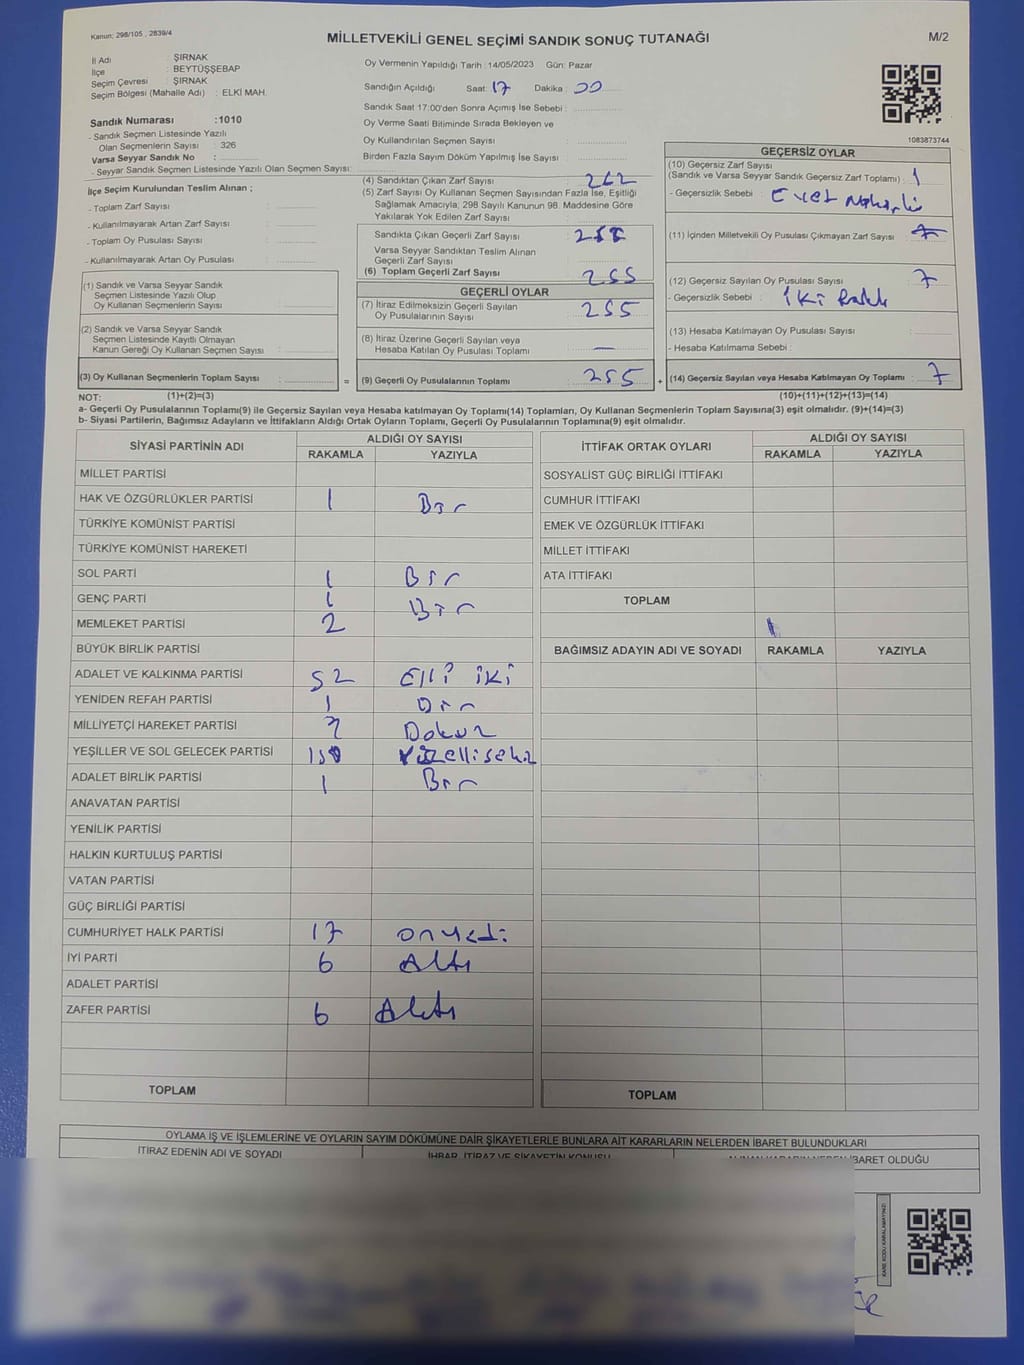 Kanun: 298/105 , 2839/4
MİLLETVEKİLİ GENEL SEÇİMİ SANDIK SONUÇ TUTANAĞI
M/2
İl Adı : ŞIRNAK
İlçe : BEYTÜŞŞEBAP
Seçim Çevresi : ŞIRNAK
Seçim Bölgesi (Mahalle Adı) : ELKİ MAH.
Sandık Numarası :1010
- Sandık Seçmen Listesinde Yazılı
Olan Seçmenlerin Sayısı : 326
Varsa Seyyar Sandık No :
- Seyyar Sandık Seçmen Listesinde Yazılı Olan Seçmen Sayısı:
İlçe Seçim Kurulundan Teslim Alınan ;
- Toplam Zarf Sayısı :
- Kullanılmayarak Artan Zarf Sayısı :
- Toplam Oy Pusulası Sayısı :
- Kullanılmayarak Artan Oy Pusulası :
(1) Sandık ve Varsa Seyyar Sandık
Seçmen Listesinde Yazılı Olup
Oy Kullanan Seçmenlerin Sayısı :
(2) Sandık ve Varsa Seyyar Sandık
Seçmen Listesinde Kayıtlı Olmayan
Kanun Gereği Oy Kullanan Seçmen Sayısı :
(3) Oy Kullanan Seçmenlerin Toplam Sayısı : =
Oy Vermenin Yapıldığı Tarih : 14/05/2023 Gün: Pazar
Sandığın Açıldığı Saat: 17 Dakika : 00
Sandık Saat 17:00'den Sonra Açımış İse Sebebi :
Oy Verme Saati Bitiminde Sırada Bekleyen ve
Oy Kullandırılan Seçmen Sayısı :
Birden Fazla Sayım Döküm Yapılmış İse Sayısı :
(4) Sandıktan Çıkan Zarf Sayısı : 262
(5) Zarf Sayısı Oy Kullanan Seçmen Sayısından Fazla İse, Eşitliği
Sağlamak Amacıyla; 298 Sayılı Kanunun 98. Maddesine Göre
Yakılarak Yok Edilen Zarf Sayısı :
Sandıkta Çıkan Geçerli Zarf Sayısı :
Varsa Seyyar Sandıktan Teslim Alınan
Geçerli Zarf Sayısı :
(6) Toplam Geçerli Zarf Sayısı : 255
GEÇERLİ OYLAR
(7) İtiraz Edilmeksizin Geçerli Sayılan
Oy Pusulalarının Sayısı : 255
(8) İtiraz Üzerine Geçerli Sayılan veya
Hesaba Katılan Oy Pusulası Toplamı : —
(9) Geçerli Oy Pusulalarının Toplamı : 255 +
1083873744
GEÇERSİZ OYLAR
(10) Geçersiz Zarf Sayısı
(Sandık ve Varsa Seyyar Sandık Geçersiz Zarf Toplamı) : 1
- Geçersizlik Sebebi : Evet
(11) İçinden Milletvekili Oy Pusulası Çıkmayan Zarf Sayısı :
(12) Geçersiz Sayılan Oy Pusulası Sayısı : 7
- Geçersizlik Sebebi : iki
(13) Hesaba Katılmayan Oy Pusulası Sayısı :
- Hesaba Katılmama Sebebi :
(14) Geçersiz Sayılan veya Hesaba Katılmayan Oy Toplamı : 7
NOT: (1)+(2)=(3) (10)+(11)+(12)+(13)=(14)
a- Geçerli Oy Pusulalarının Toplamı(9) ile Geçersiz Sayılan veya Hesaba katılmayan Oy Toplamı(14) Toplamları, Oy Kullanan Seçmenlerin Toplam Sayısına(3) eşit olmalıdır. (9)+(14)=(3)
b- Siyasi Partilerin, Bağımsız Adayların ve İttifakların Aldığı Ortak Oyların Toplamı, Geçerli Oy Pusulalarının Toplamına(9) eşit olmalıdır.
SİYASİ PARTİNİN ADI ALDIĞI OY SAYISI
RAKAMLA YAZIYLA
MİLLET PARTİSİ
HAK VE ÖZGÜRLÜKLER PARTİSİ 1 Bir
TÜRKİYE KOMÜNİST PARTİSİ
TÜRKİYE KOMÜNİST HAREKETİ
SOL PARTİ 1 Bir
GENÇ PARTİ 1 Bir
MEMLEKET PARTİSİ 2
BÜYÜK BİRLİK PARTİSİ
ADALET VE KALKINMA PARTİSİ 52 Elli iki
YENİDEN REFAH PARTİSİ 1 Bir
MİLLİYETÇİ HAREKET PARTİSİ 9 Dokuz
YEŞİLLER VE SOL GELECEK PARTİSİ 158 Yüzellisekiz
ADALET BİRLİK PARTİSİ 1 Bir
ANAVATAN PARTİSİ
YENİLİK PARTİSİ
HALKIN KURTULUŞ PARTİSİ
VATAN PARTİSİ
GÜÇ BİRLİĞİ PARTİSİ
CUMHURİYET HALK PARTİSİ 17 onyedi
İYİ PARTİ 6 Altı
ADALET PARTİSİ
ZAFER PARTİSİ 6 Altı
TOPLAM
İTTİFAK ORTAK OYLARI ALDIĞI OY SAYISI
RAKAMLA YAZIYLA
SOSYALİST GÜÇ BİRLİĞİ İTTİFAKI
CUMHUR İTTİFAKI
EMEK VE ÖZGÜRLÜK İTTİFAKI
MİLLET İTTİFAKI
ATA İTTİFAKI
TOPLAM
BAĞIMSIZ ADAYIN ADI VE SOYADI RAKAMLA YAZIYLA
TOPLAM
OYLAMA İŞ VE İŞLEMLERİNE VE OYLARIN SAYIM DÖKÜMÜNE DAİR ŞİKAYETLERLE BUNLARA AİT KARARLARIN NELERDEN İBARET BULUNDUKLARI
İTİRAZ EDENİN ADI VE SOYADI
İHBAR, İTİRAZ VE ŞİKAYETİN KONUSU
ALINAN KARARIN NEDEN İBARET OLDUĞU
KARE KODU KARALAMAYINIZ!